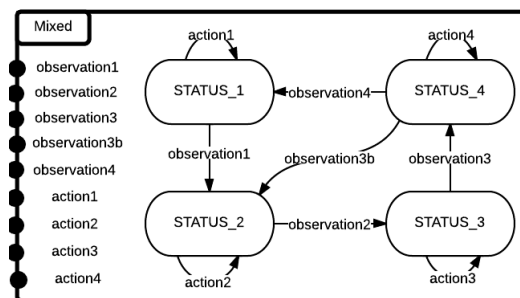 Mixed
observation1
observation2
observation3
observation3b
observation4
action1
action2
action3
action4
action1
action4
STATUS_1
observation4
STATUS_4
observation1
observation3b
observation3
STATUS_2
observation2
STATUS_3
action2
action3